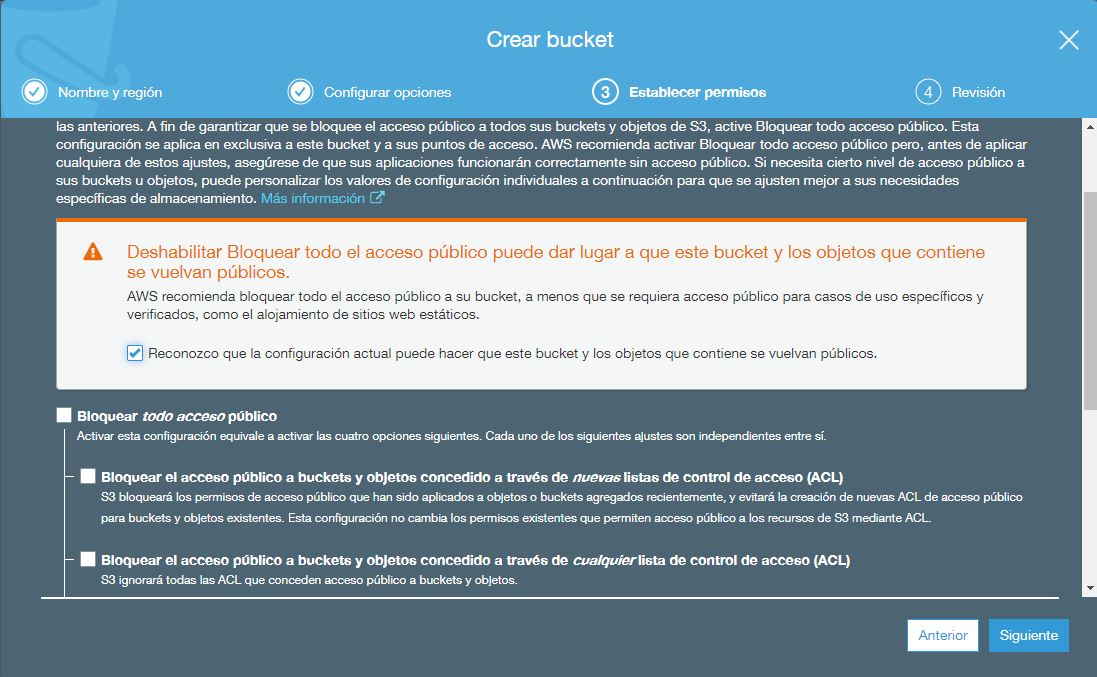 Crear bucket
Nombre y región
Configurar opciones
3 Establecer permisos
4 Revisión
las anteriores. A fin de garantizar que se bloquee el acceso público a todos sus buckets y objetos de S3, active Bloquear todo acceso público. Esta
configuración se aplica en exclusiva a este bucket y a sus puntos de acceso. AWS recomienda activar Bloquear todo acceso público pero, antes de aplicar
cualquiera de estos ajustes, asegúrese de que sus aplicaciones funcionarán correctamente sin acceso público. Si necesita cierto nivel de acceso público a
sus buckets u objetos, puede personalizar los valores de configuración individuales a continuación para que se ajusten mejor a sus necesidades
específicas de almacenamiento. Más información
Deshabilitar Bloquear todo el acceso público puede dar lugar a que este bucket y los objetos que contiene
se vuelvan públicos.
AWS recomienda bloquear todo el acceso público a su bucket, a menos que se requiera acceso público para casos de uso específicos y
verificados, como el alojamiento de sitios web estáticos.
Reconozco que la configuración actual puede hacer que este bucket y los objetos que contiene se vuelvan públicos.
Bloquear todo acceso público
Activar esta configuración equivale a activar las cuatro opciones siguientes. Cada uno de los siguientes ajustes son independientes entre sí.
Bloquear el acceso público a buckets y objetos concedido a través de nuevas listas de control de acceso (ACL)
S3 bloqueará los permisos de acceso público que han sido aplicados a objetos o buckets agregados recientemente, y evitará la creación de nuevas ACL de acceso público
para buckets y objetos existentes. Esta configuración no cambia los permisos existentes que permiten acceso público a los recursos de S3 mediante ACL.
Bloquear el acceso público a buckets y objetos concedido a través de cualquier lista de control de acceso (ACL)
S3 ignorará todas las ACL que conceden acceso público a buckets y objetos.
Anterior
Siguiente